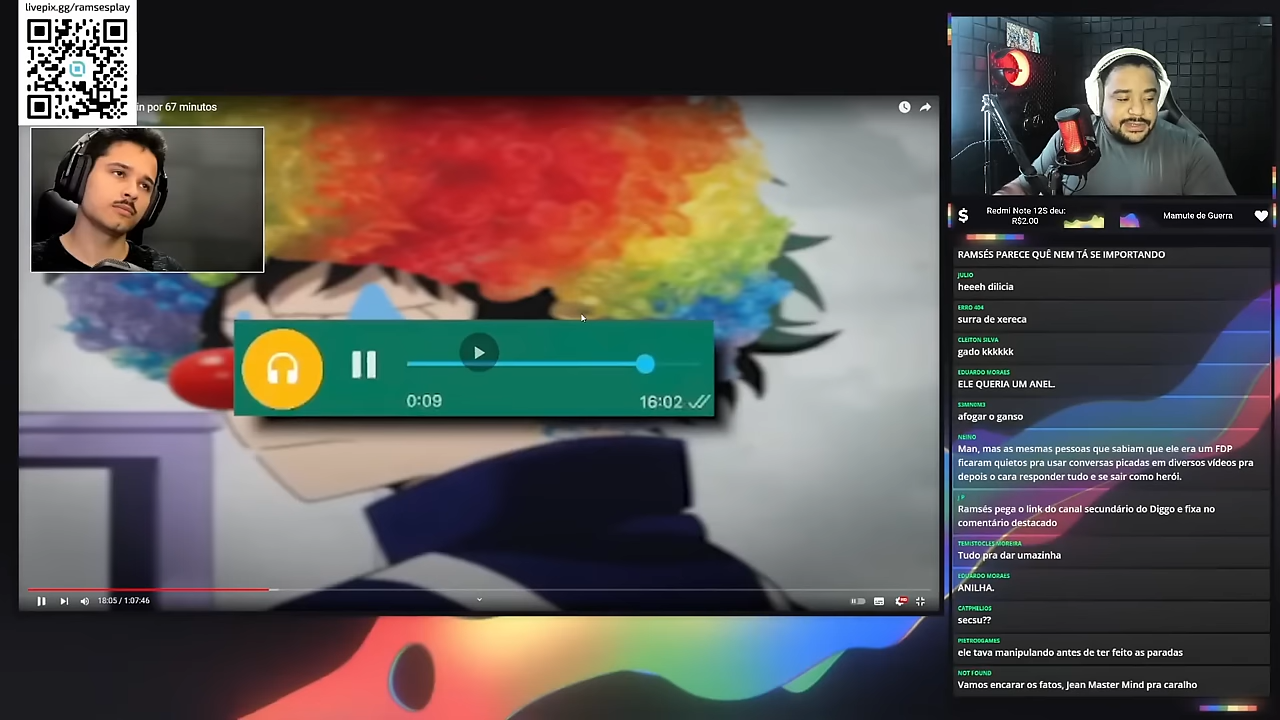 livepix.gg/ramsesplay
in por 67 minutos
0:09
16:02
18:05 / 1:07:46
Redmi Note 12S deu:
R$2.00
Mamute de Guerra
RAMSÉS PARECE QUÊ NEM TÁ SE IMPORTANDO
JULIO
heeeh dilicia
ERRO 404
surra de xereca
CLEITON SILVA
gado kkkkkk
EDUARDO MORAES
ELE QUERIA UM ANEL.
afogar o ganso
NEINO
Man, mas as mesmas pessoas que sabiam que ele era um FDP
ficaram quietos pra usar conversas picadas em diversos vídeos pra
depois o cara responder tudo e se sair como herói.
J P
Ramsés pega o link do canal secundário do Diggo e fixa no
comentário destacado
TEMISTOCLES MOREIRA
Tudo pra dar umazinha
EDUARDO MORAES
ANILHA.
CATPHELIOS
secsu??
PIETRO0GAMES
ele tava manipulando antes de ter feito as paradas
NOT FOUND
Vamos encarar os fatos, Jean Master Mind pra caralho